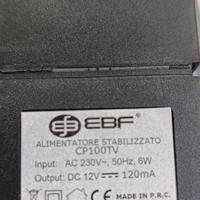 EBF®
ALIMENTATORE STABILIZZATO
CP100TV
Input: AC 230V~, 50Hz, 6W
Output: DC 12V⎓ 120mA
MADE IN P.R.C.